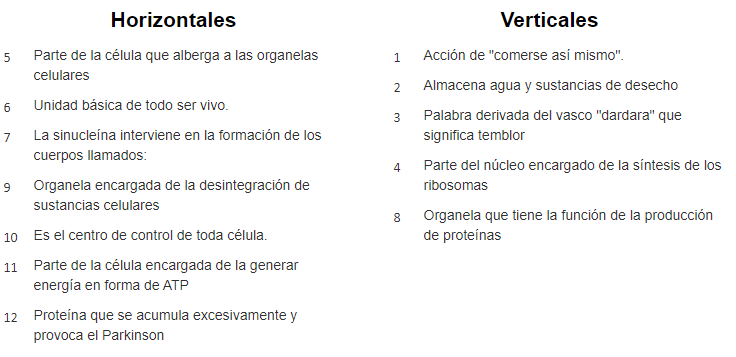 Horizontales
5 Parte de la célula que alberga a las organelas
celulares
6 Unidad básica de todo ser vivo.
7 La sinucleína interviene en la formación de los
cuerpos llamados:
9 Organela encargada de la desintegración de
sustancias celulares
10 Es el centro de control de toda célula.
11 Parte de la célula encargada de la generar
energía en forma de ATP
12 Proteína que se acumula excesivamente y
provoca el Parkinson
Verticales
1 Acción de "comerse así mismo".
2 Almacena agua y sustancias de desecho
3 Palabra derivada del vasco "dardara" que
significa temblor
4 Parte del núcleo encargado de la síntesis de los
ribosomas
8 Organela que tiene la función de la producción
de proteínas